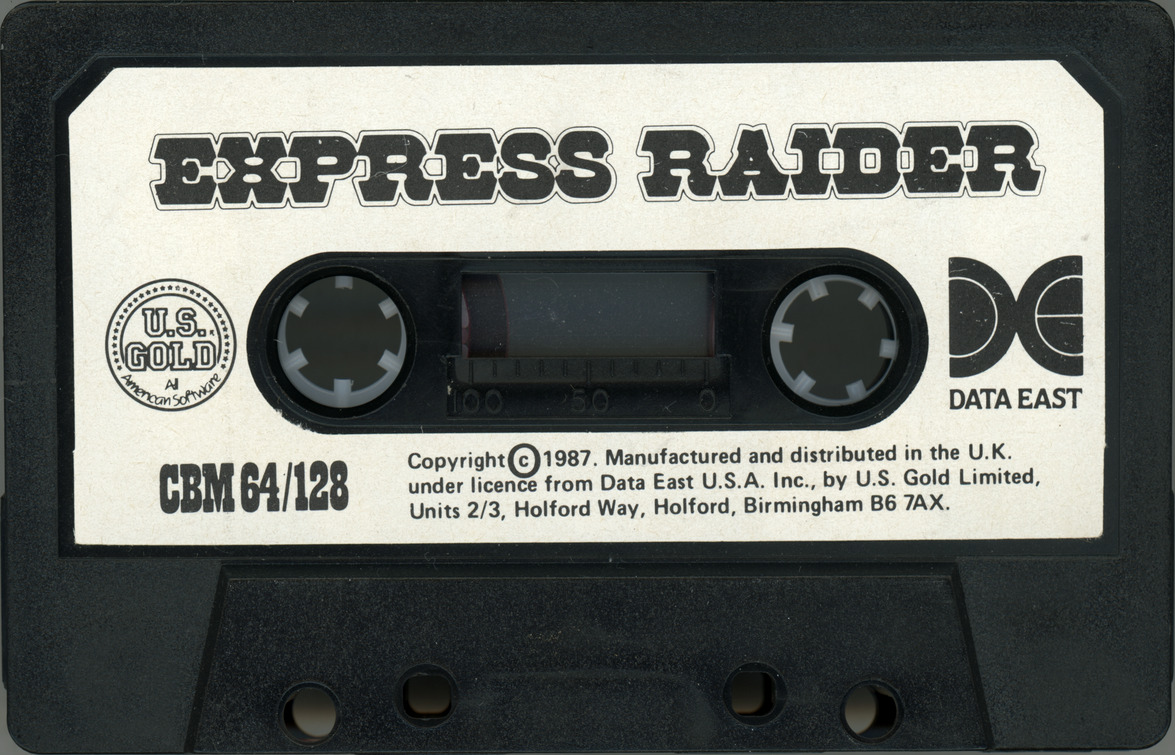 EXPRESS RAIDER
U.S.
GOLD
All
American Software
100 50 0
DATA EAST
CBM 64/128
Copyright © 1987. Manufactured and distributed in the U.K.
under licence from Data East U.S.A. Inc., by U.S. Gold Limited,
Units 2/3, Holford Way, Holford, Birmingham B6 7AX.